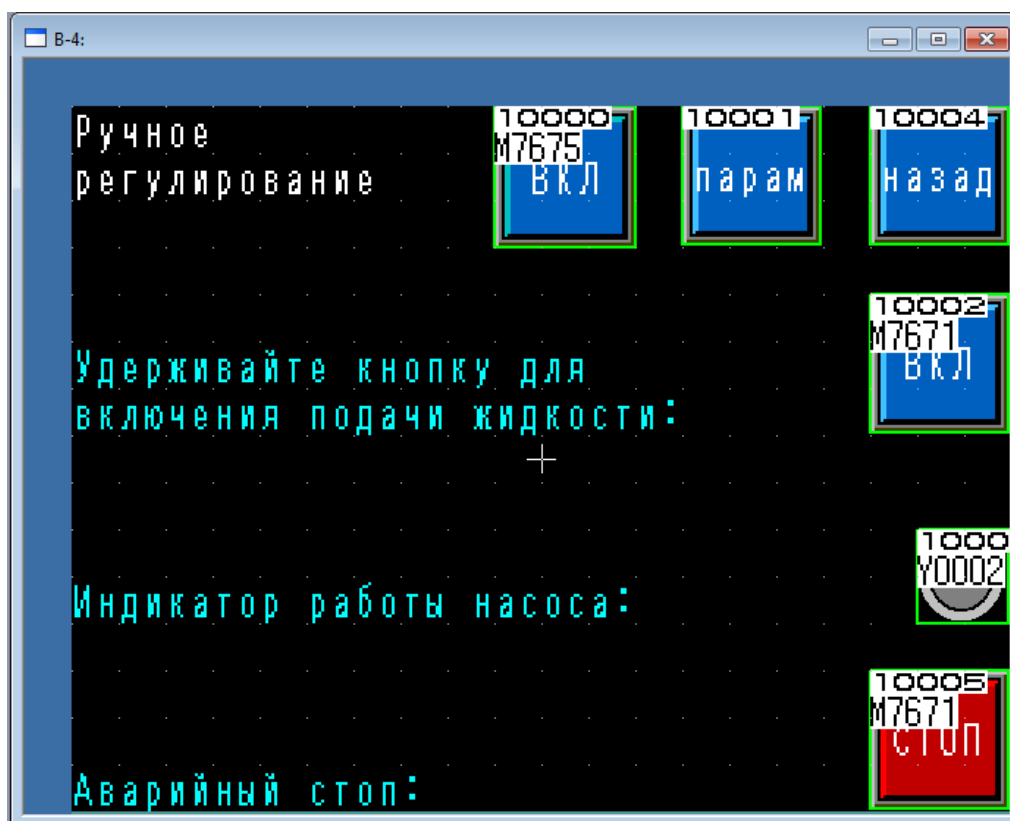 B-4:
Ручное
регулирование
10000
M7675
ВКЛ
10001
парам
10004
назад
Удерживайте кнопку для
включения подачи жидкости:
10002
M7671
ВКЛ
Индикатор работы насоса:
1000
Y0002
10005
M7671
СТОП
Аварийный стоп: